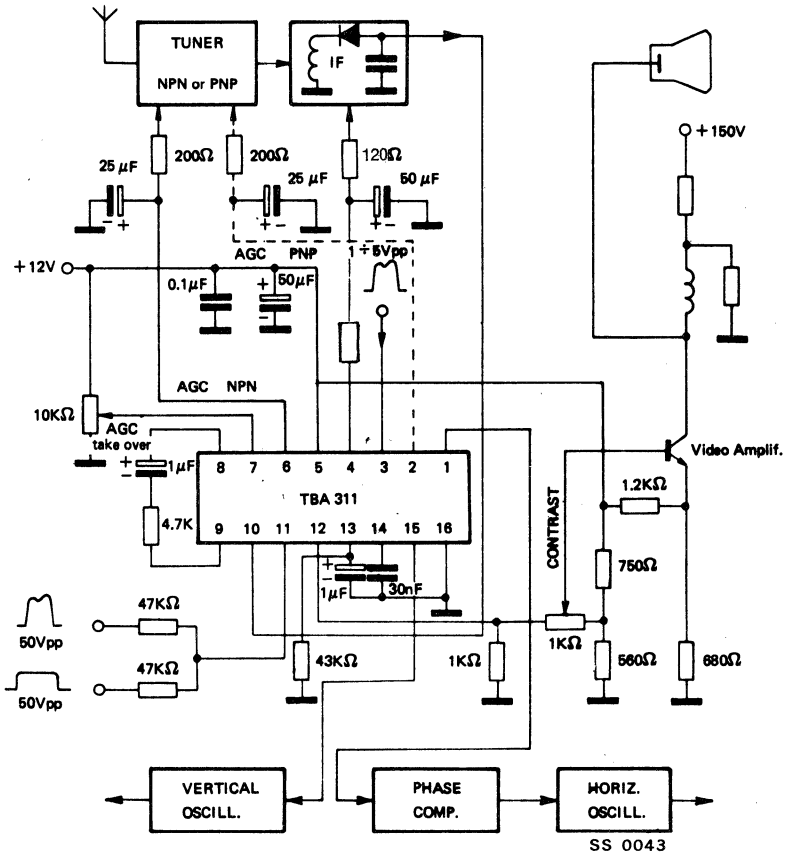 TUNER
NPN or PNP
IF
200Ω
200Ω
120Ω
25 µF
25 µF
50 µF
+150V
AGC PNP
1 ÷ 5Vpp
+12V
0.1µF
50µF
AGC NPN
10KΩ
AGC
take over
1µF
8 7 6 5 4 3 2 1
TBA 311
9 10 11 12 13 14 15 16
4.7K
Video Amplif.
1.2KΩ
CONTRAST
750Ω
1µF
30nF
47KΩ
50Vpp
47KΩ
50Vpp
43KΩ
1KΩ
1KΩ
560Ω
680Ω
VERTICAL
OSCILL.
PHASE
COMP.
HORIZ.
OSCILL.
SS 0043